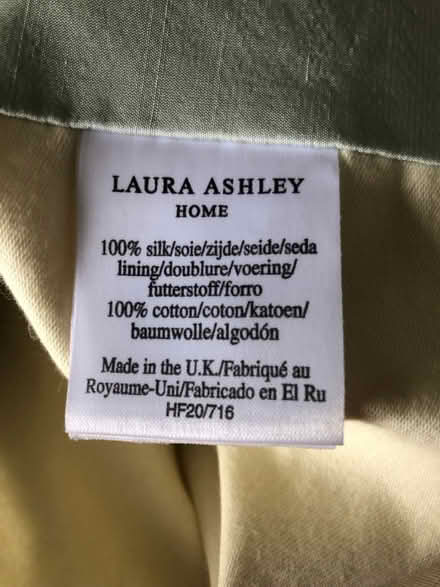 LAURA ASHLEY
HOME
100% silk/soie/zijde/seide/seda
lining/doublure/voering/
futterstoff/forro
100% cotton/coton/katoen/
baumwolle/algodón
Made in the U.K./Fabriqué au
Royaume-Uni/Fabricado en El Ru
HF20/716